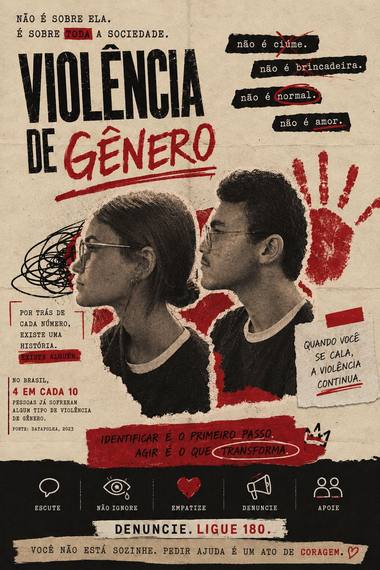 NÃO É SOBRE ELA.
É SOBRE TODA A SOCIEDADE.
VIOLÊNCIA
DE GÊNERO
não é ciúme.
não é brincadeira.
não é normal.
não é amor.
POR TRÁS DE
CADA NÚMERO,
EXISTE UMA
HISTÓRIA.
EXISTE ALGUÉM.
NO BRASIL,
4 EM CADA 10
PESSOAS JÁ SOFRERAM
ALGUM TIPO DE VIOLÊNCIA
DE GÊNERO.
FONTE: DATAFOLHA, 2023
QUANDO VOCÊ
SE CALA,
A VIOLÊNCIA
CONTINUA.
IDENTIFICAR É O PRIMEIRO PASSO.
AGIR É O QUE TRANSFORMA.
ESCUTE
NÃO IGNORE
EMPATIZE
DENUNCIE
APOIE
DENUNCIE. LIGUE 180.
VOCÊ NÃO ESTÁ SOZINHE. PEDIR AJUDA É UM ATO DE CORAGEM.